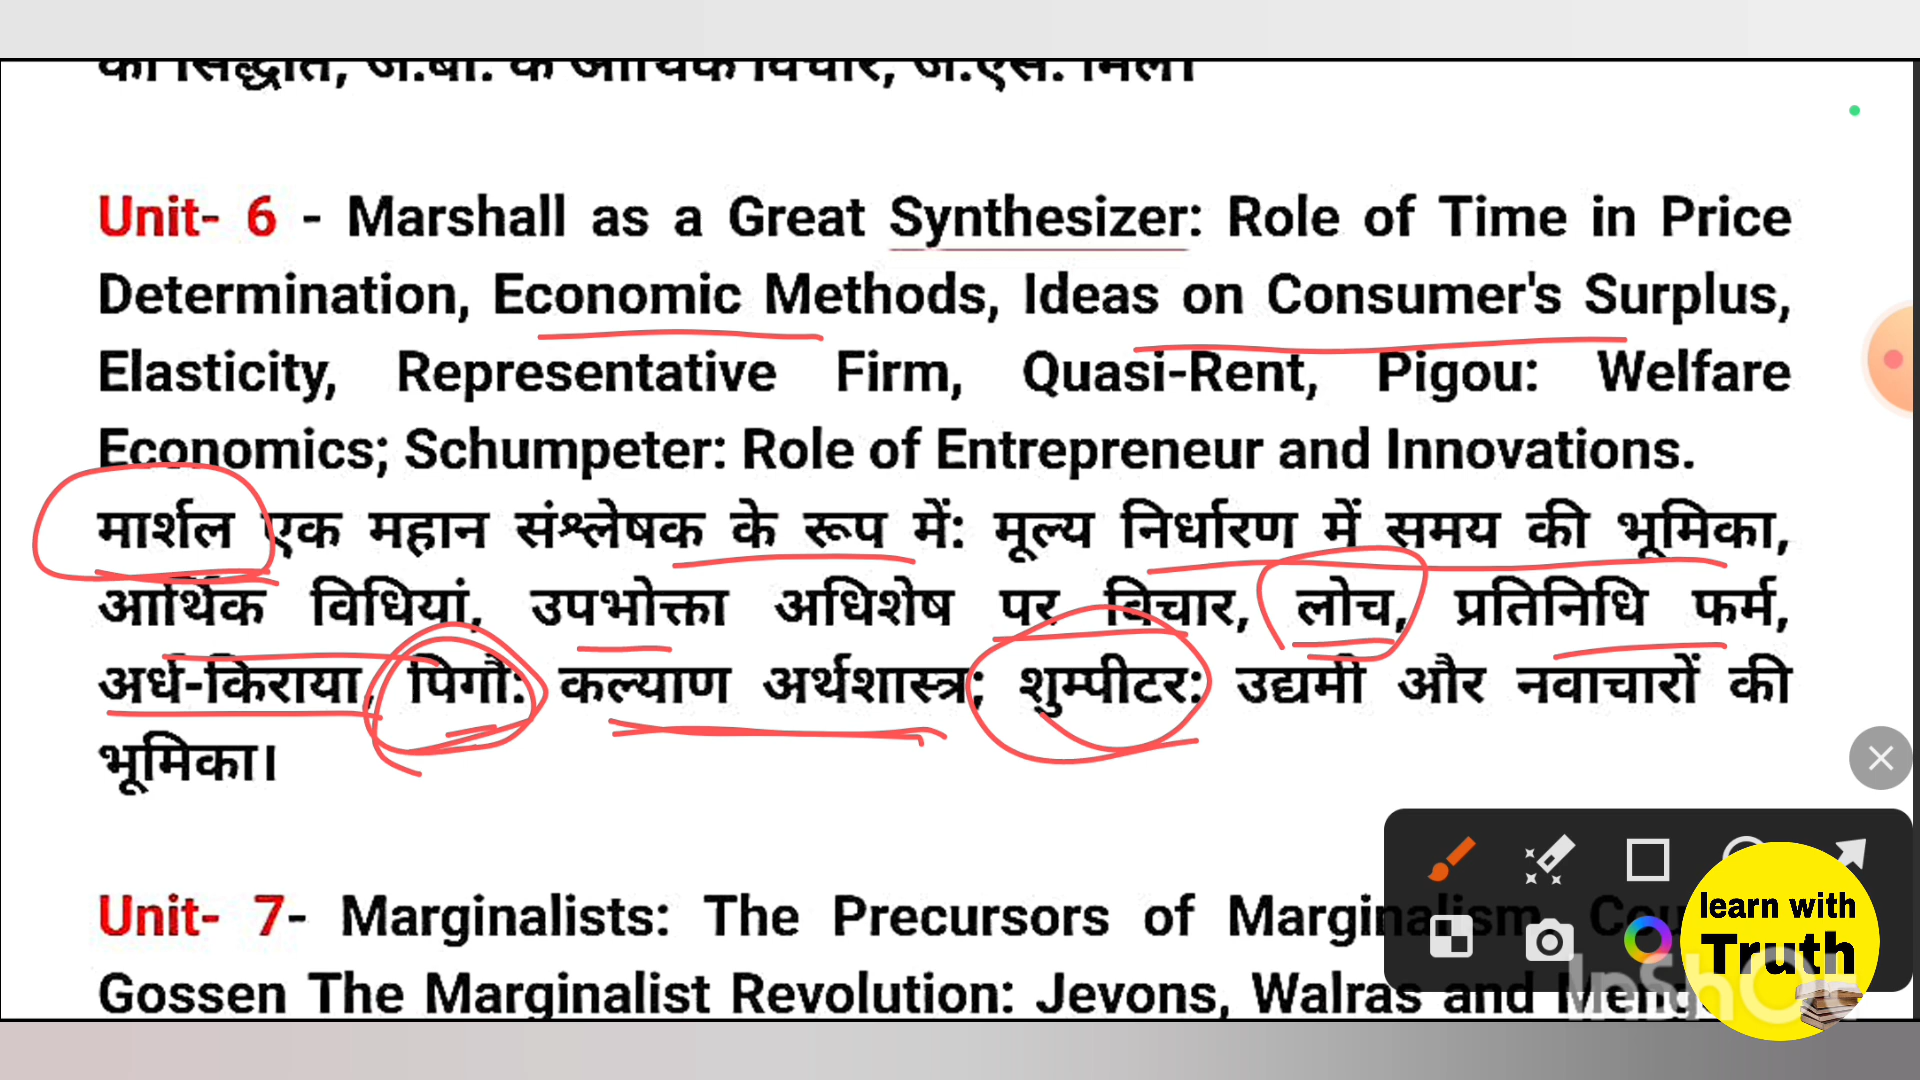 का सिद्धांत, जे.बी. के आर्थिक विचार, जे.एस. मिल।
Unit- 6 - Marshall as a Great Synthesizer: Role of Time in Price
Determination, Economic Methods, Ideas on Consumer's Surplus,
Elasticity, Representative Firm, Quasi-Rent, Pigou: Welfare
Economics; Schumpeter: Role of Entrepreneur and Innovations.
मार्शल एक महान संश्लेषक के रूप में: मूल्य निर्धारण में समय की भूमिका,
आर्थिक विधियां, उपभोक्ता अधिशेष पर विचार, लोच, प्रतिनिधि फर्म,
अर्ध-किराया, पिगौ: कल्याण अर्थशास्त्र; शुम्पीटर: उद्यमी और नवाचारों की
भूमिका।
Unit- 7- Marginalists: The Precursors of Marginalism
Gossen The Marginalist Revolution: Jevons, Walras and
learn with
Truth
InShOt